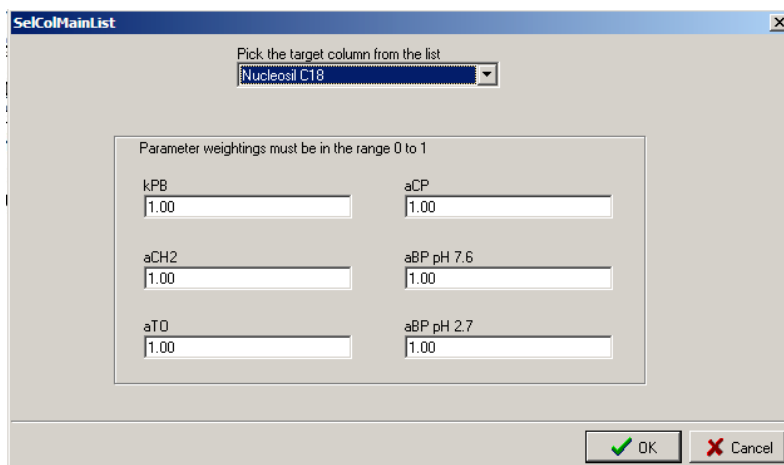 SelColMainList
Pick the target column from the list
Nucleosil C18
Parameter weightings must be in the range 0 to 1
kPB
aCP
1.00
1.00
aCH2
aBP pH 7.6
1.00
1.00
aTO
aBP pH 2.7
1.00
1.00
OK
Cancel